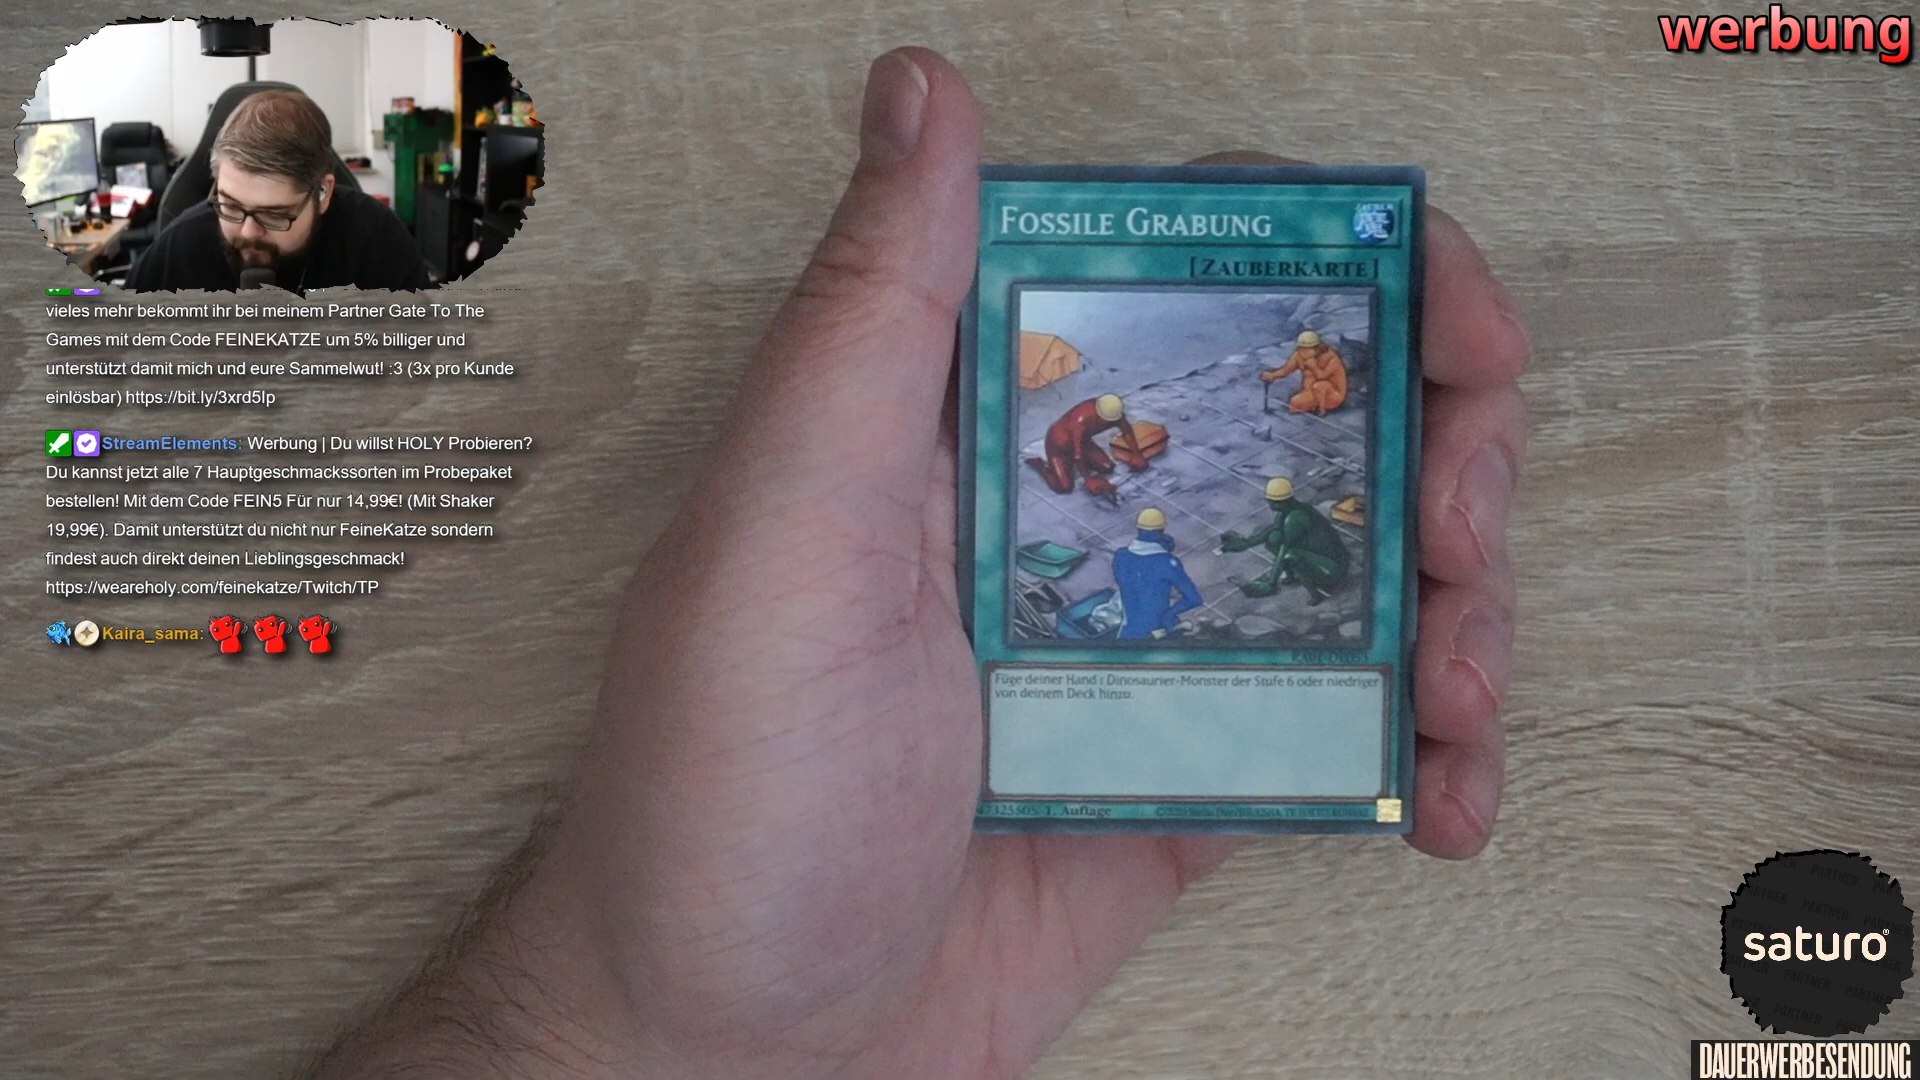 werbung
vieles mehr bekommt ihr bei meinem Partner Gate To The
Games mit dem Code FEINEKATZE um 5% billiger und
unterstützt damit mich und eure Sammelwut! :3 (3x pro Kunde
einlösbar) https://bit.ly/3xrd5Ip
StreamElements: Werbung | Du willst HOLY Probieren?
Du kannst jetzt alle 7 Hauptgeschmackssorten im Probepaket
bestellen! Mit dem Code FEIN5 Für nur 14,99€! (Mit Shaker
19,99€). Damit unterstützt du nicht nur FeineKatze sondern
findest auch direkt deinen Lieblingsgeschmack!
https://weareholy.com/feinekatze/Twitch/TP
Kaira_sama:
FOSSILE GRABUNG
ZAUBER
[ZAUBERKARTE]
Füge deiner Hand 1 Dinosaurier-Monster der Stufe 6 oder niedriger
von deinem Deck hinzu.
47325505 1. Auflage
PARTNER
saturo®
DAUERWERBESENDUNG